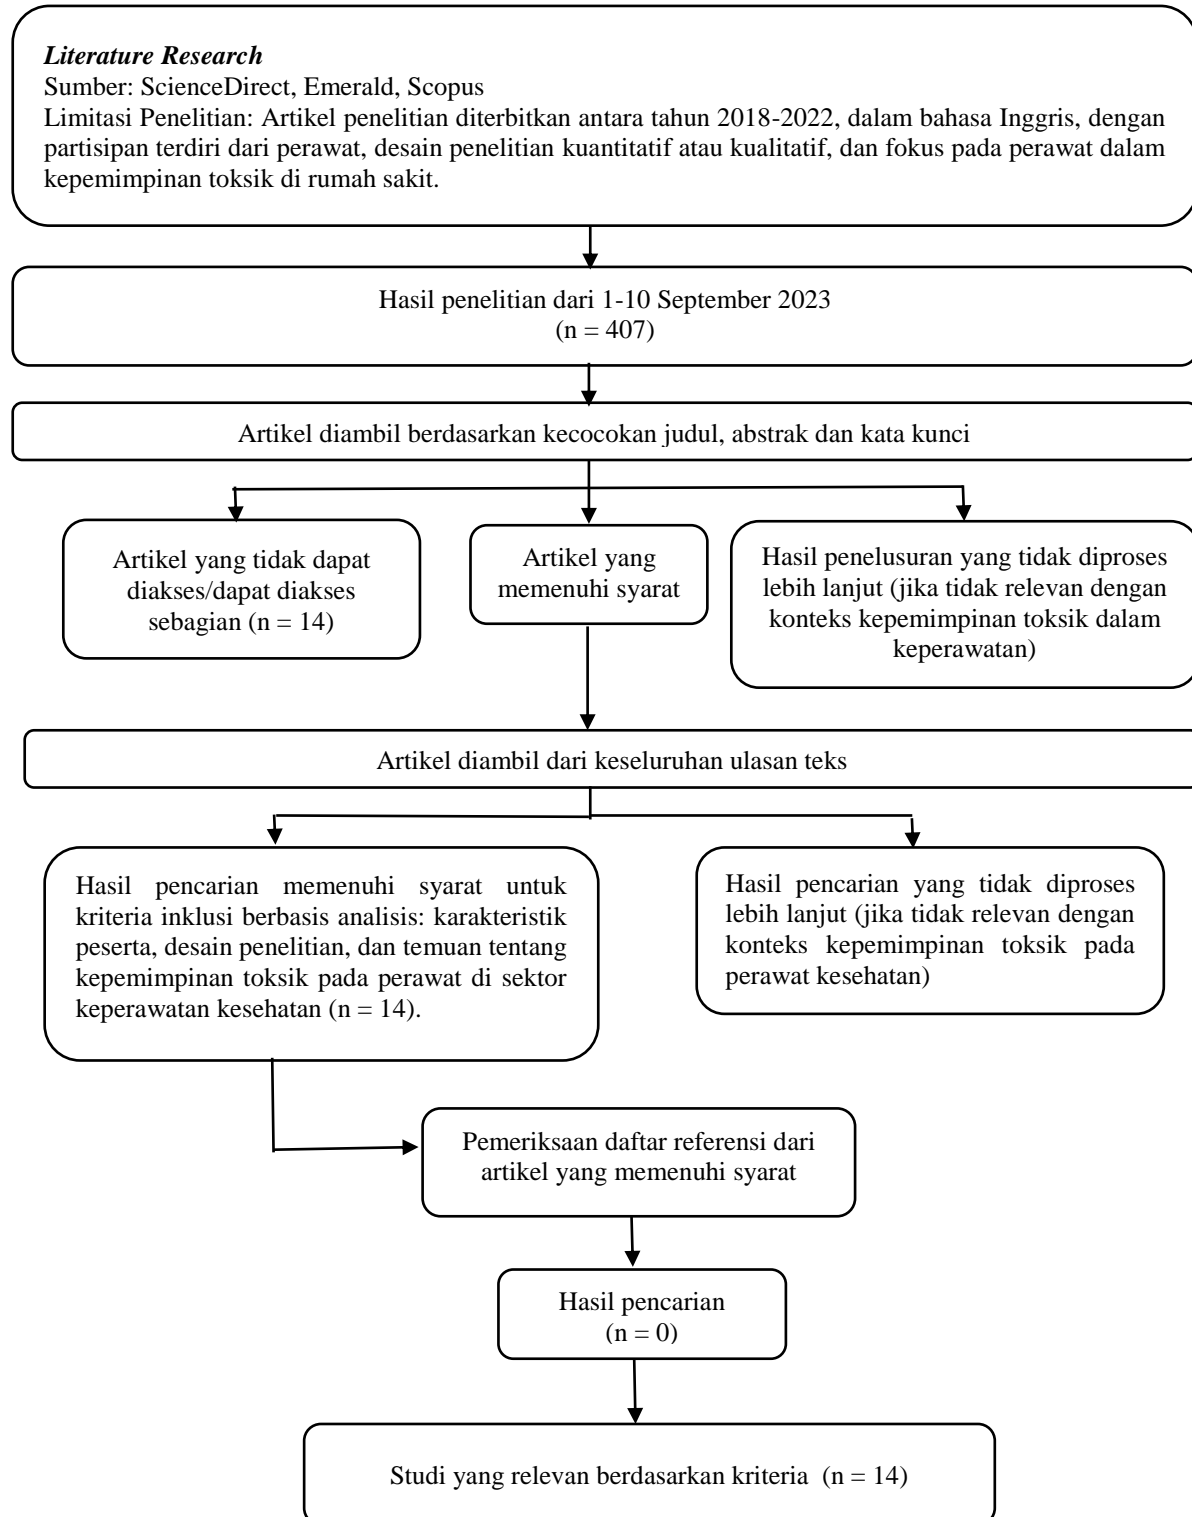 Literature Research
Sumber: ScienceDirect, Emerald, Scopus
Limitasi Penelitian: Artikel penelitian diterbitkan antara tahun 2018-2022, dalam bahasa Inggris, dengan
partisipan terdiri dari perawat, desain penelitian kuantitatif atau kualitatif, dan fokus pada perawat dalam
kepemimpinan toksik di rumah sakit.
Hasil penelitian dari 1-10 September 2023
(n = 407)
Artikel diambil berdasarkan kecocokan judul, abstrak dan kata kunci
Artikel yang tidak dapat
diakses/dapat diakses
sebagian (n = 14)
Artikel yang
memenuhi syarat
Hasil penelusuran yang tidak diproses
lebih lanjut (jika tidak relevan dengan
konteks kepemimpinan toksik dalam
keperawatan)
Artikel diambil dari keseluruhan ulasan teks
Hasil pencarian memenuhi syarat untuk
kriteria inklusi berbasis analisis: karakteristik
peserta, desain penelitian, dan temuan tentang
kepemimpinan toksik pada perawat di sektor
keperawatan kesehatan (n = 14).
Hasil pencarian yang tidak diproses
lebih lanjut (jika tidak relevan dengan
konteks kepemimpinan toksik pada
perawat kesehatan)
Pemeriksaan daftar referensi dari
artikel yang memenuhi syarat
Hasil pencarian
(n = 0)
Studi yang relevan berdasarkan kriteria (n = 14)